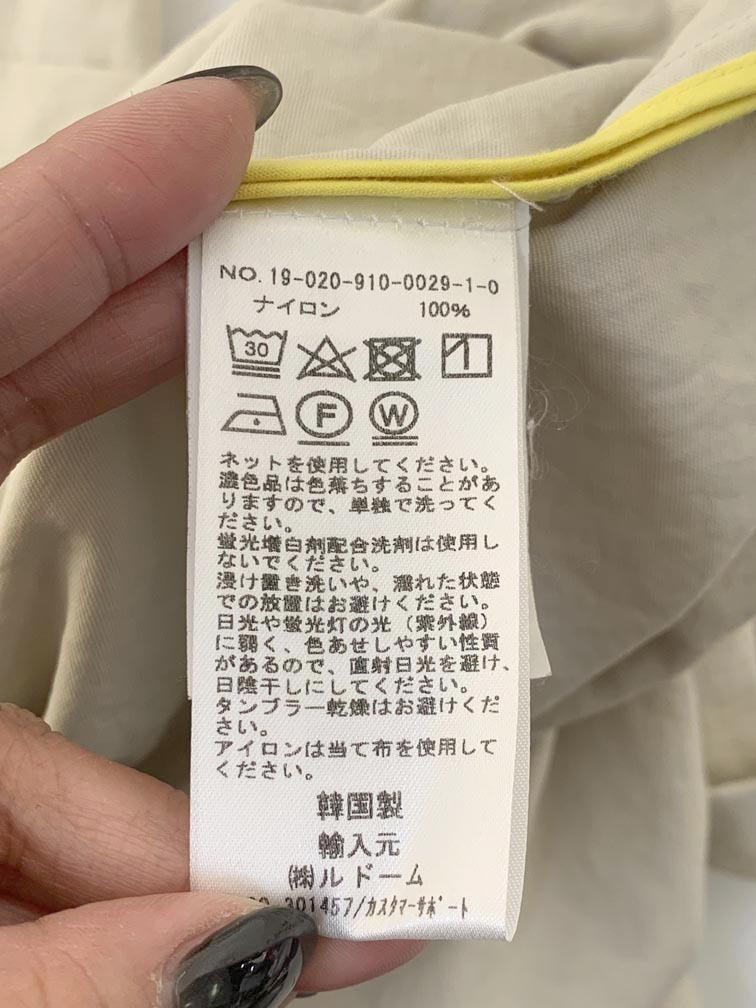 NO. 19-020-910-0029-1-0
ナイロン 100%
30
F W
ネットを使用してください。
濃色品は色落ちすることがあ
りますので、単独で洗ってく
ださい。
蛍光増白剤配合洗剤は使用し
ないでください。
浸け置き洗いや、濡れた状態
での放置はお避けください。
日光や蛍光灯の光(紫外線)
に弱く、色あせしやすい性質
があるので、直射日光を避け、
日陰干しにしてください。
タンブラー乾燥はお避けくだ
さい。
アイロンは当て布を使用して
ください。
韓国製
輸入元
(株)ルドーム
301457/カスタマーサポート